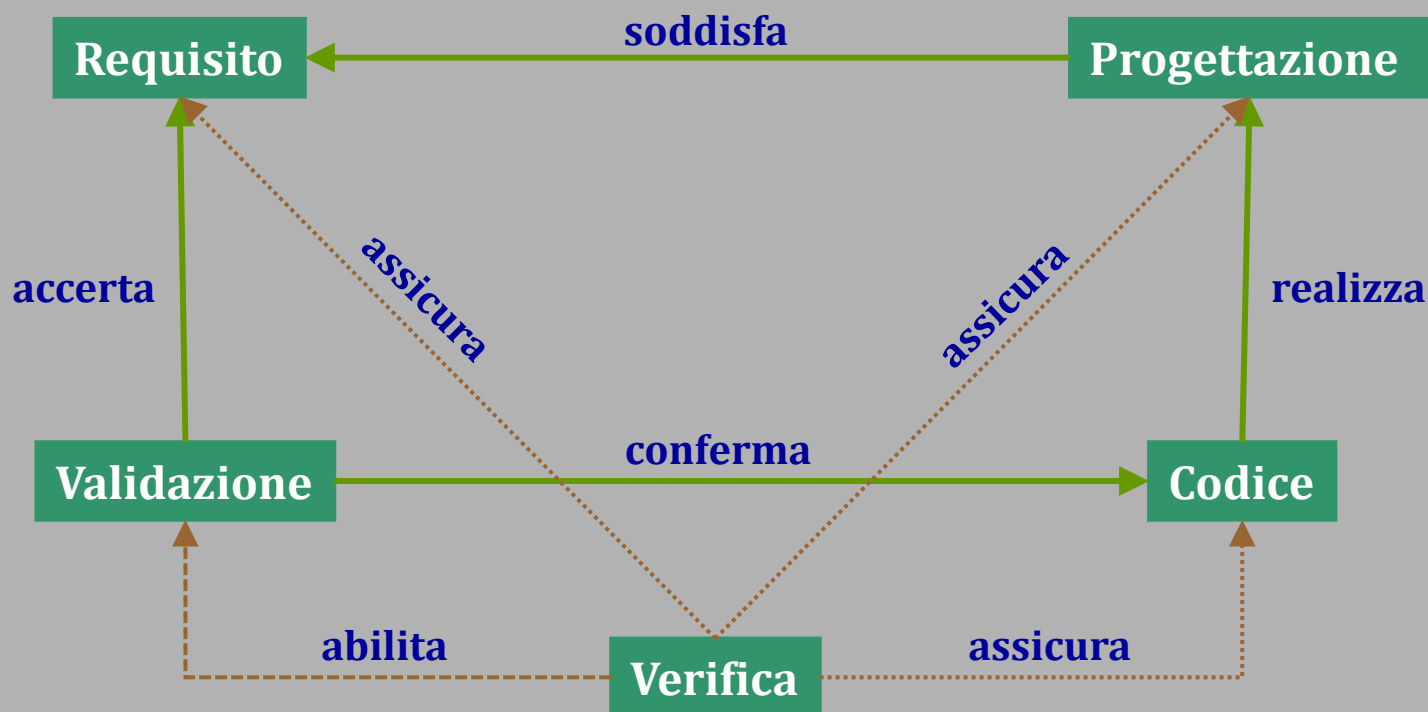 soddisfa
Requisito
Progettazione
assicura
assicura
accerta
realizza
conferma
Validazione
Codice
abilita
assicura
Verifica